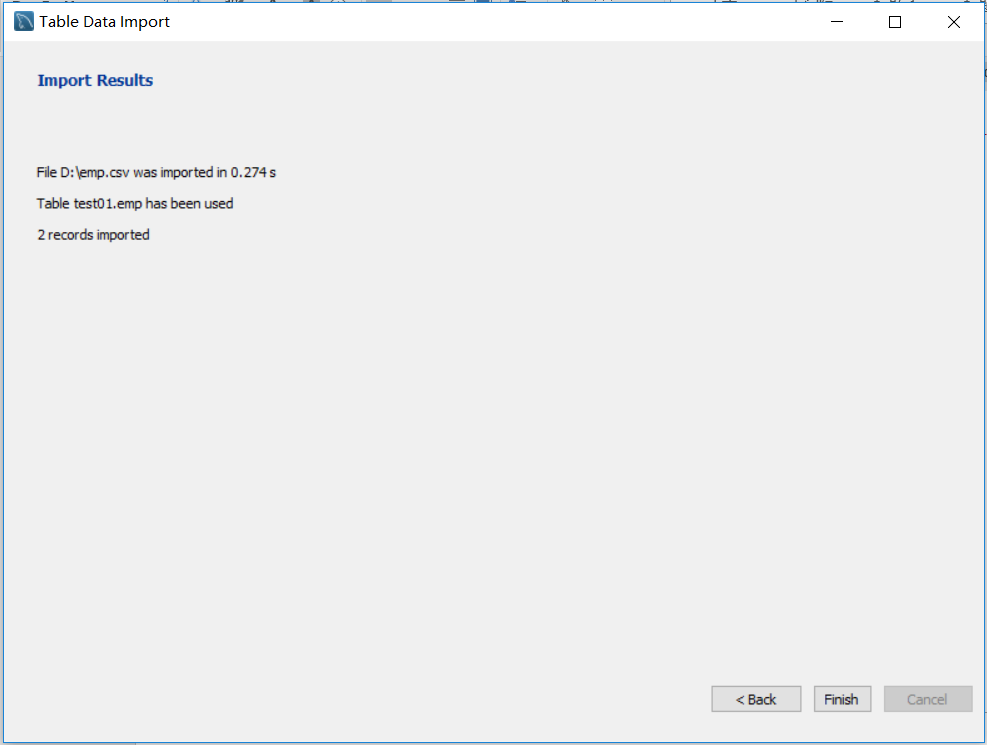 Table Data Import
Import Results
File D:\emp.csv was imported in 0.274 s
Table test01.emp has been used
2 records imported
< Back
Finish
Cancel